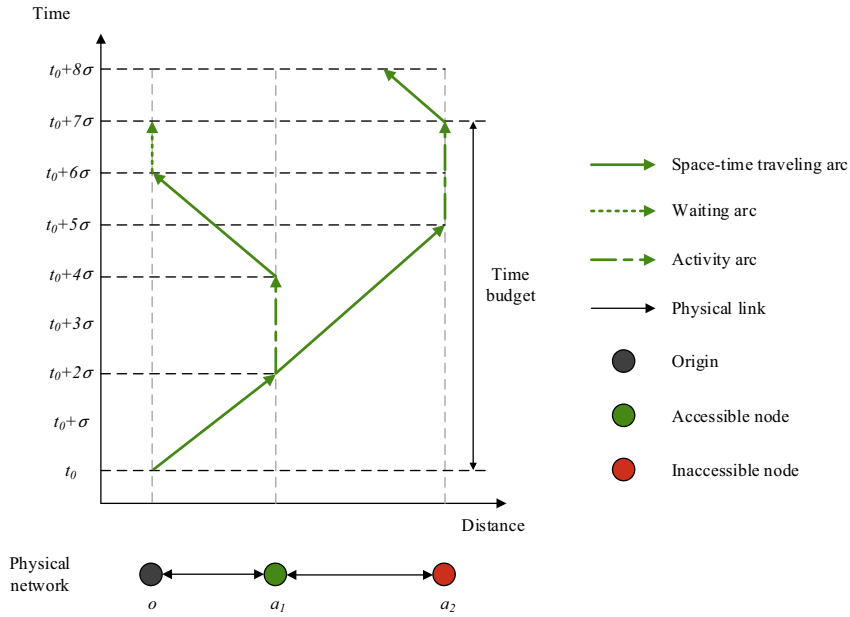 Time
t₀+8σ
t₀+7σ
t₀+6σ
t₀+5σ
t₀+4σ
t₀+3σ
t₀+2σ
t₀+σ
t₀
Time
budget
Distance
Space-time traveling arc
Waiting arc
Activity arc
Physical link
Origin
Accessible node
Inaccessible node
Physical
network
o
a₁
a₂